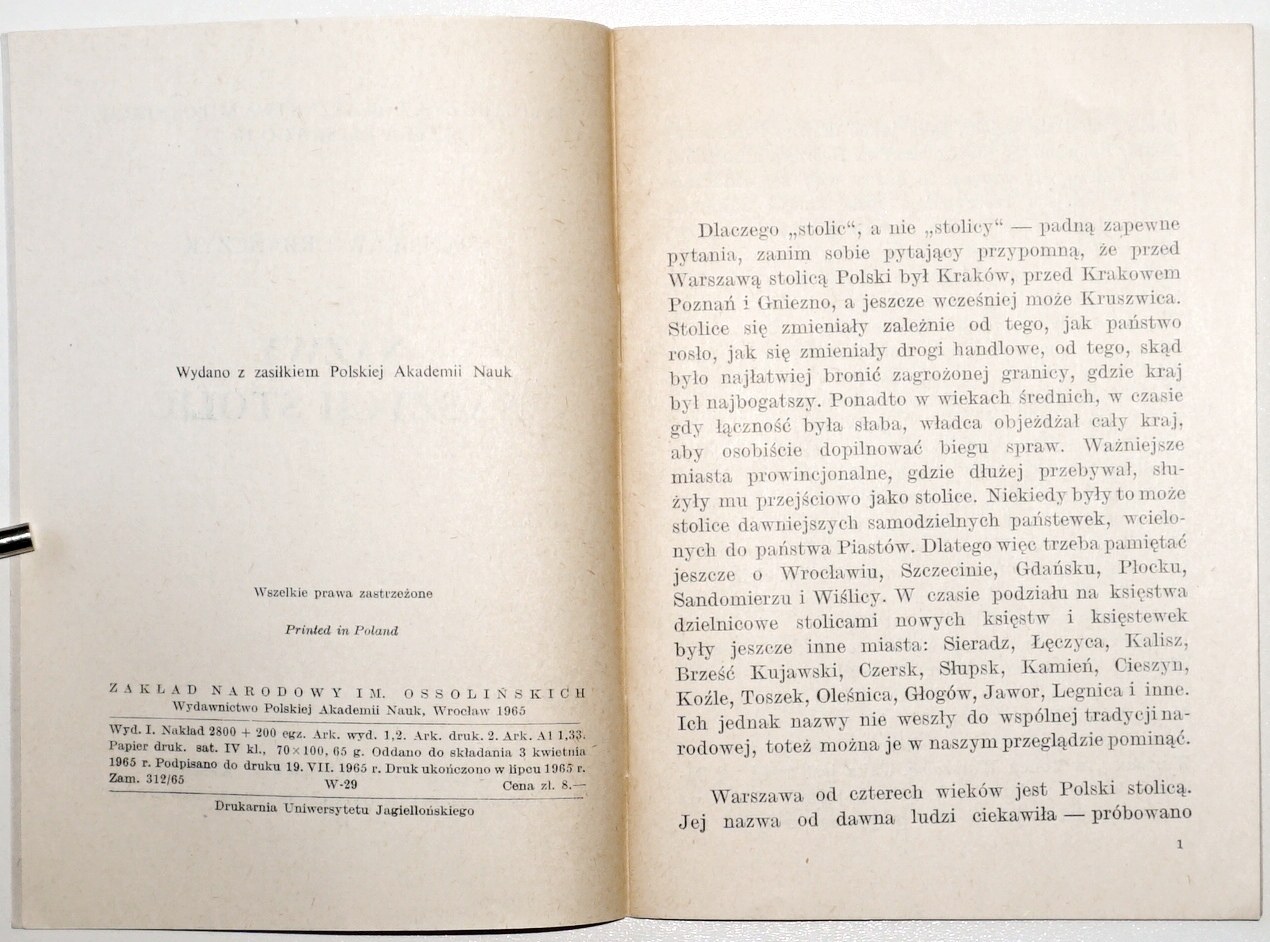 Wydano z zasiłkiem Polskiej Akademii Nauk
Wszelkie prawa zastrzeżone
Printed in Poland
ZAKŁAD NARODOWY IM. OSSOLIŃSKICH
Wydawnictwo Polskiej Akademii Nauk, Wrocław 1965
Wyd. I. Nakład 2800 + 200 egz. Ark. wyd. 1,2. Ark. druk. 2. Ark. A1 1,33.
Papier druk. sat. IV kl., 70×100, 65 g. Oddano do składania 3 kwietnia
1965 r. Podpisano do druku 19. VII. 1965 r. Druk ukończono w lipcu 1965 r.
Zam. 312/65 W-29 Cena zł. 8.—
Drukarnia Uniwersytetu Jagiellońskiego
Dlaczego „stolic“, a nie „stolicy“ — padną zapewne
pytania, zanim sobie pytający przypomną, że przed
Warszawą stolicą Polski był Kraków, przed Krakowem
Poznań i Gniezno, a jeszcze wcześniej może Kruszwica.
Stolice się zmieniały zależnie od tego, jak państwo
rosło, jak się zmieniały drogi handlowe, od tego, skąd
było najłatwiej bronić zagrożonej granicy, gdzie kraj
był najbogatszy. Ponadto w wiekach średnich, w czasie
gdy łączność była słaba, władca objeżdżał cały kraj,
aby osobiście dopilnować biegu spraw. Ważniejsze
miasta prowincjonalne, gdzie dłużej przebywał, słu-
żyły mu przejściowo jako stolice. Niekiedy były to może
stolice dawniejszych samodzielnych państewek, wcielo-
nych do państwa Piastów. Dlatego więc trzeba pamiętać
jeszcze o Wrocławiu, Szczecinie, Gdańsku, Płocku,
Sandomierzu i Wiślicy. W czasie podziału na księstwa
dzielnicowe stolicami nowych księstw i księstewek
były jeszcze inne miasta: Sieradz, Łęczyca, Kalisz,
Brześć Kujawski, Czersk, Słupsk, Kamień, Cieszyn,
Koźle, Toszek, Oleśnica, Głogów, Jawor, Legnica i inne.
Ich jednak nazwy nie weszły do wspólnej tradycji na-
rodowej, toteż można je w naszym przeglądzie pominąć.
Warszawa od czterech wieków jest Polski stolicą.
Jej nazwa od dawna ludzi ciekawiła — próbowano
1